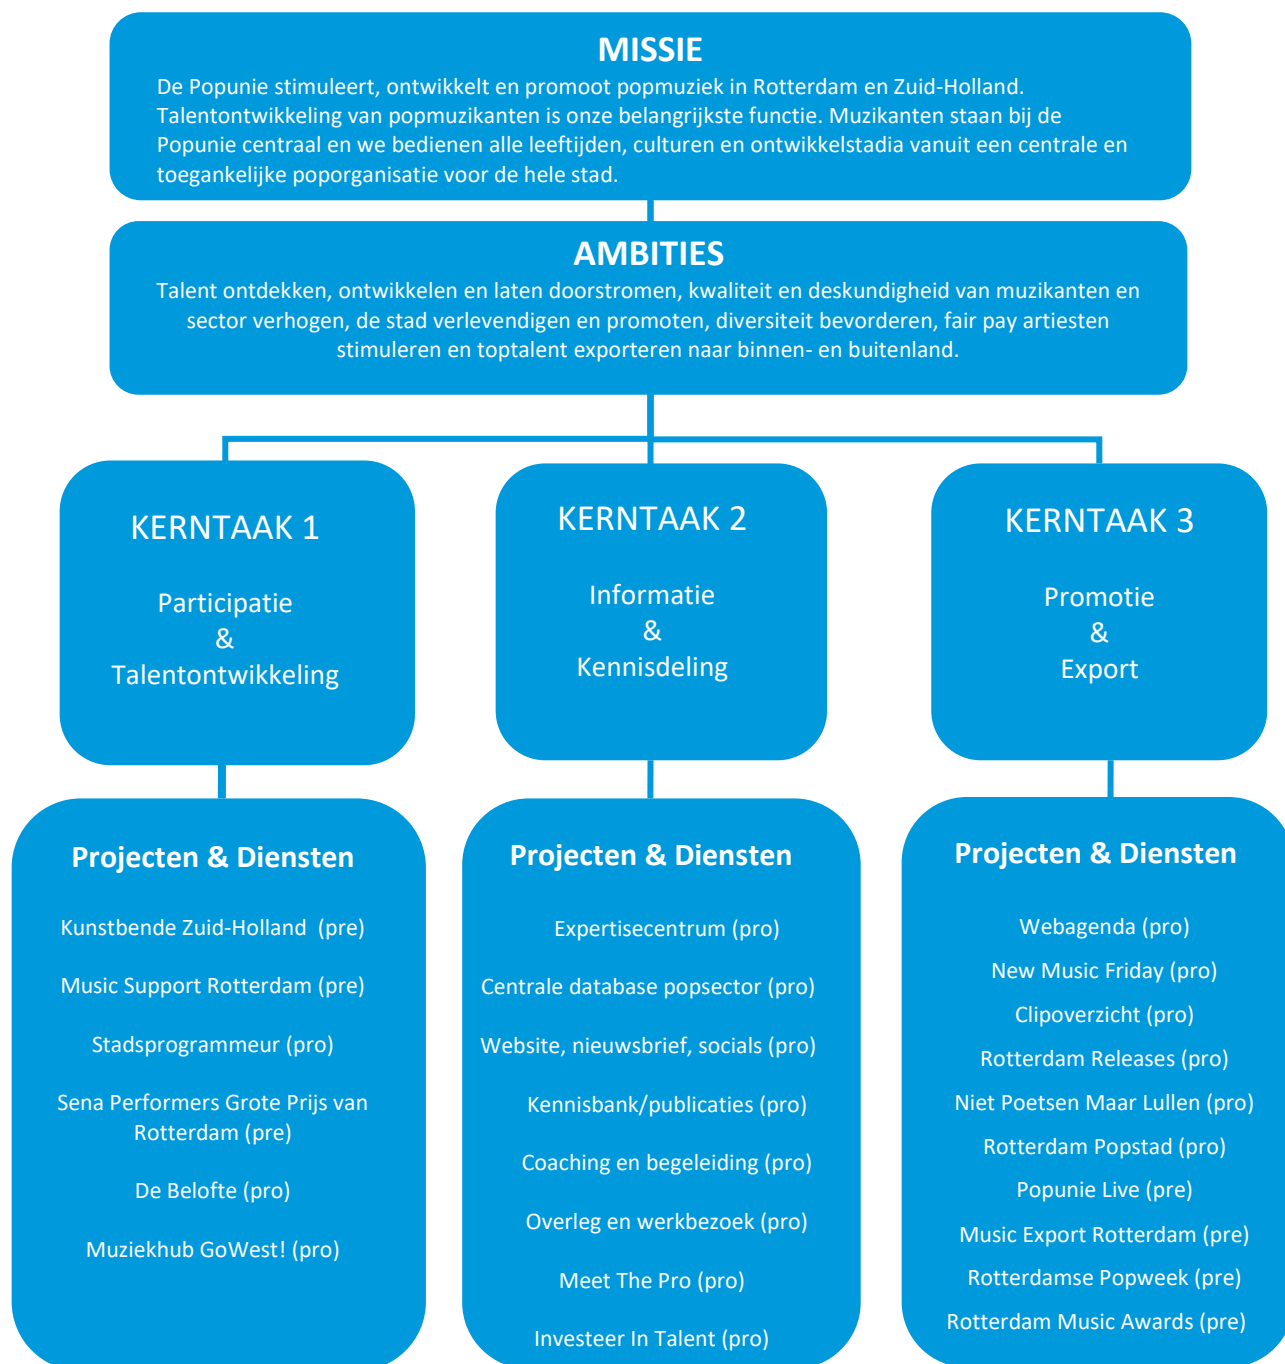 MISSIE
De Popunie stimuleert, ontwikkelt en promoot popmuziek in Rotterdam en Zuid-Holland.
Talentontwikkeling van popmuzikanten is onze belangrijkste functie. Muzikanten staan bij de
Popunie centraal en we bedienen alle leeftijden, culturen en ontwikkelstadia vanuit een centrale en
toegankelijke poporganisatie voor de hele stad.
AMBITIES
Talent ontdekken, ontwikkelen en laten doorstromen, kwaliteit en deskundigheid van muzikanten en
sector verhogen, de stad verlevendigen en promoten, diversiteit bevorderen, fair pay artiesten
stimuleren en toptalent exporteren naar binnen- en buitenland.
KERNTAAK 1
Participatie
&
Talentontwikkeling
KERNTAAK 2
Informatie
&
Kennisdeling
KERNTAAK 3
Promotie
&
Export
Projecten & Diensten
Kunstbende Zuid-Holland (pre)
Music Support Rotterdam (pre)
Stadsprogrammeur (pro)
Sena Performers Grote Prijs van
Rotterdam (pre)
De Belofte (pro)
Muziekhub GoWest! (pro)
Projecten & Diensten
Expertisecentrum (pro)
Centrale database popsector (pro)
Website, nieuwsbrief, socials (pro)
Kennisbank/publicaties (pro)
Coaching en begeleiding (pro)
Overleg en werkbezoek (pro)
Meet The Pro (pro)
Investeer In Talent (pro)
Projecten & Diensten
Webagenda (pro)
New Music Friday (pro)
Clipoverzicht (pro)
Rotterdam Releases (pro)
Niet Poetsen Maar Lullen (pro)
Rotterdam Popstad (pro)
Popunie Live (pre)
Music Export Rotterdam (pre)
Rotterdamse Popweek (pre)
Rotterdam Music Awards (pre)